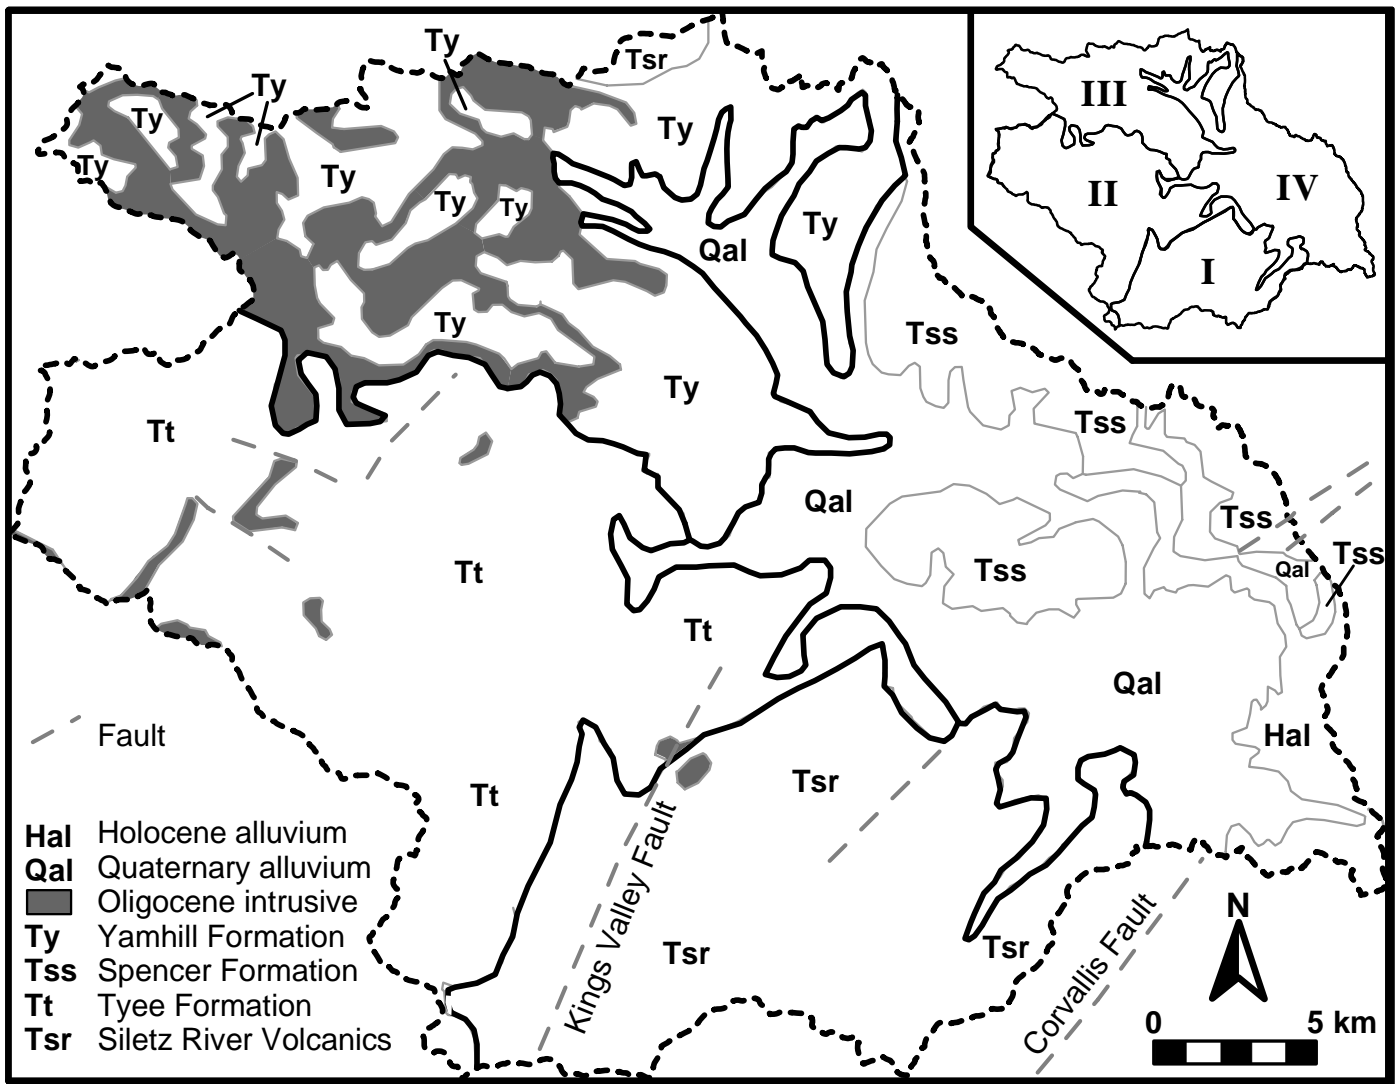 Ty
Tsr
III
Ty
Ty
Ty
Ty
Ty
II
IV
Ty
Ty
Ty
Qal
I
Ty
Tss
Ty
Tt
Tss
Qal
Tss
Tss
Tss
Qal
Tt
Tt
Qal
Fault
Hal
Tt
Tsr
Kings Valley Fault
Tsr
Tsr
Corvallis Fault
N
0 5 km
Hal Holocene alluvium
Qal Quaternary alluvium
Oligocene intrusive
Ty Yamhill Formation
Tss Spencer Formation
Tt Tyee Formation
Tsr Siletz River Volcanics